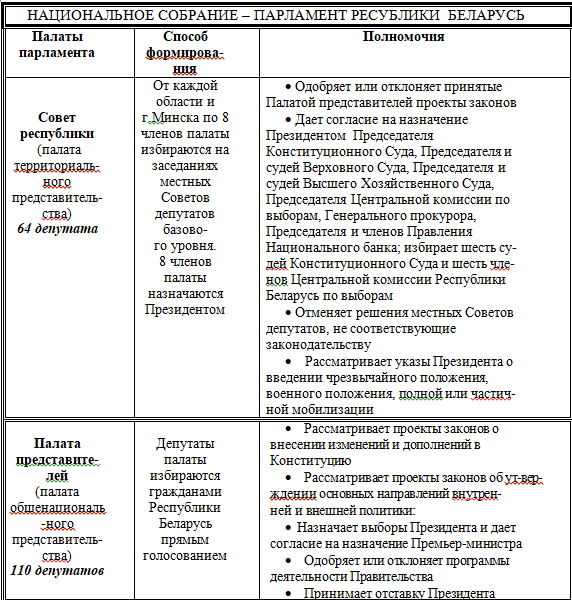 НАЦИОНАЛЬНОЕ СОБРАНИЕ – ПАРЛАМЕНТ РЕСУБЛИКИ БЕЛАРУСЬ
Палаты
парламента
Способ
формирова-
ния
Полномочия
Совет
республики
(палата
территориаль-
ного
представитель-
ства)
64 депутата
От каждой
области и
г.Минска по 8
членов палаты
избираются на
заседаниях
местных
Советов
депутатов
базово-
го уровня.
8 членов
палаты
назначаются
Президентом
• Одобряет или отклоняет принятые
Палатой представителей проекты законов
• Дает согласие на назначение
Президентом Председателя
Конституционного Суда, Председателя и
судей Верховного Суда, Председателя и
судей Высшего Хозяйственного Суда,
Председателя Центральной комиссии по
выборам, Генерального прокурора,
Председателя и членов Правления
Национального банка; избирает шесть су-
дей Конституционного Суда и шесть чле-
нов Центральной комиссии Республики
Беларусь по выборам
• Отменяет решения местных Советов
депутатов, не соответствующие
законодательству
• Рассматривает указы Президента о
введении чрезвычайного положения,
военного положения, полной или частич-
ной мобилизации
Палата
представите-
лей
(палата
общенациональ
-ного
представитель-
ства)
110 депутатов
Депутаты
палаты
избираются
гражданами
Республики
Беларусь
прямым
голосованием
• Рассматривает проекты законов о
внесении изменений и дополнений в
Конституцию
• Рассматривает проекты законов об ут-вер-
ждении основных направлений внутрен-
ней и внешней политики:
• Назначает выборы Президента и дает
согласие на назначение Премьер-министра
• Одобряет или отклоняет программы
деятельности Правительства
• Принимает отставку Президента